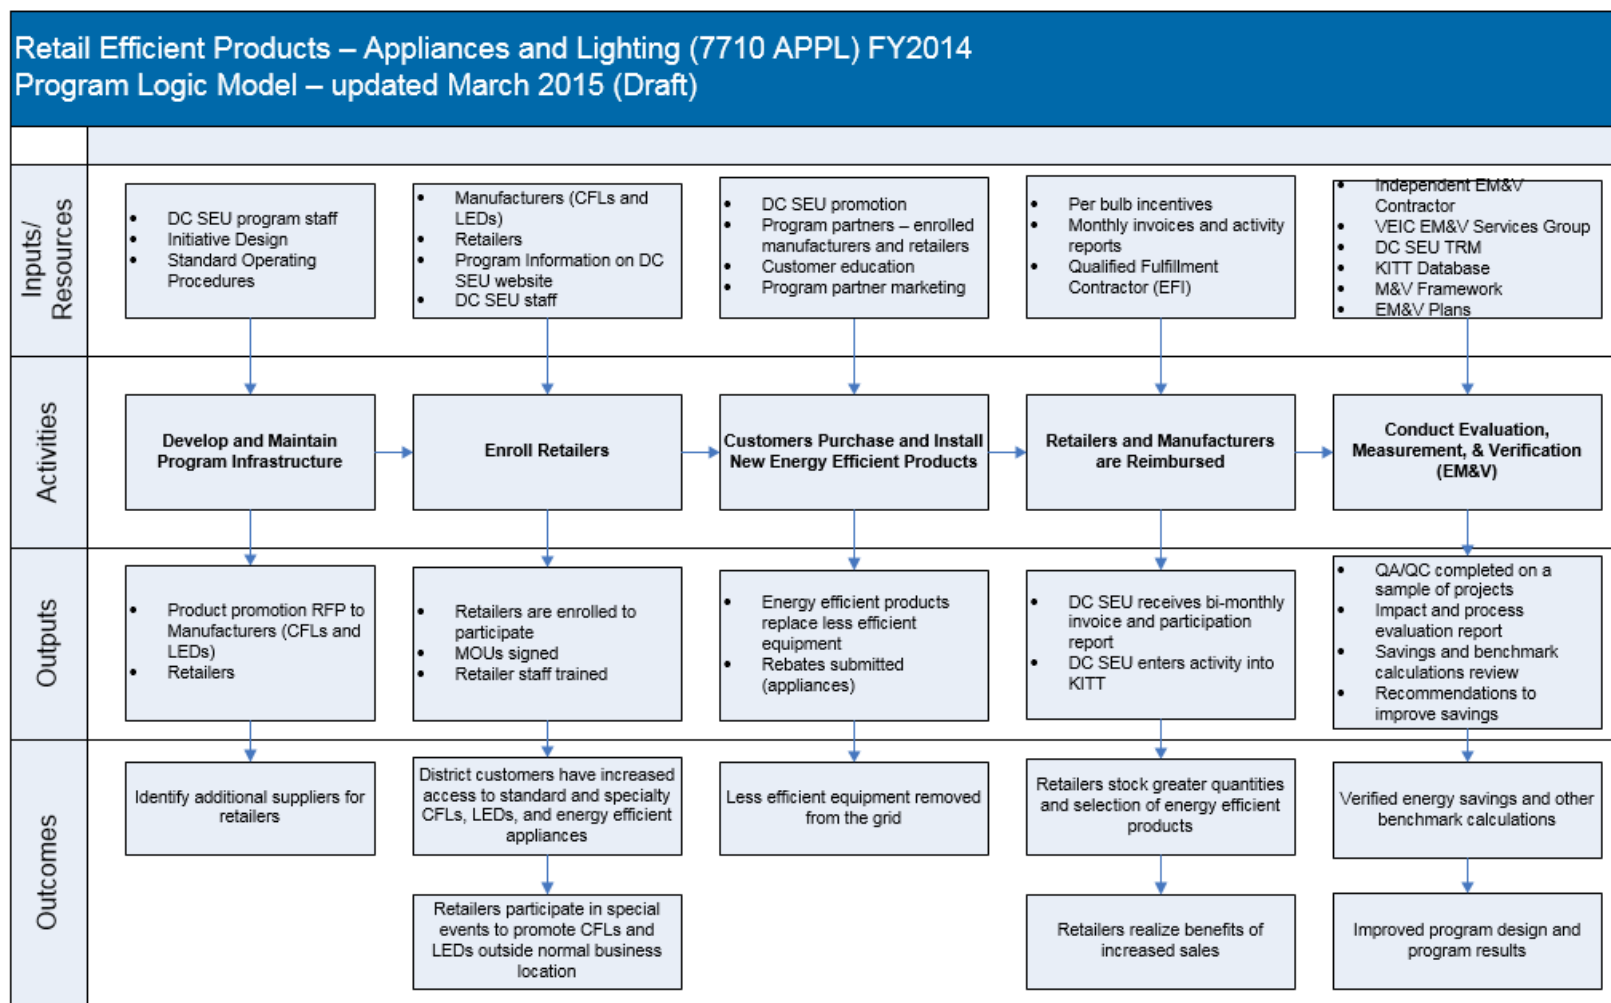 Retail Efficient Products – Appliances and Lighting (7710 APPL) FY2014
Program Logic Model – updated March 2015 (Draft)
Inputs/
Resources
• DC SEU program staff
• Initiative Design
• Standard Operating
Procedures
• Manufacturers (CFLs and
LEDs)
• Retailers
• Program Information on DC
SEU website
• DC SEU staff
• DC SEU promotion
• Program partners – enrolled
manufacturers and retailers
• Customer education
• Program partner marketing
• Per bulb incentives
• Monthly invoices and activity
reports
• Qualified Fulfillment
Contractor (EFI)
• Independent EM&V
Contractor
• VEIC EM&V Services Group
• DC SEU TRM
• KITT Database
• M&V Framework
• EM&V Plans
Activities
Develop and Maintain
Program Infrastructure
Enroll Retailers
Customers Purchase and Install
New Energy Efficient Products
Retailers and Manufacturers
are Reimbursed
Conduct Evaluation,
Measurement, & Verification
(EM&V)
Outputs
• Product promotion RFP to
Manufacturers (CFLs and
LEDs)
• Retailers
• Retailers are enrolled to
participate
• MOUs signed
• Retailer staff trained
• Energy efficient products
replace less efficient
equipment
• Rebates submitted
(appliances)
• DC SEU receives bi-monthly
invoice and participation
report
• DC SEU enters activity into
KITT
• QA/QC completed on a
sample of projects
• Impact and process
evaluation report
• Savings and benchmark
calculations review
• Recommendations to
improve savings
Outcomes
Identify additional suppliers for
retailers
District customers have increased
access to standard and specialty
CFLs, LEDs, and energy efficient
appliances
Less efficient equipment removed
from the grid
Retailers stock greater quantities
and selection of energy efficient
products
Verified energy savings and other
benchmark calculations
Retailers participate in special
events to promote CFLs and
LEDs outside normal business
location
Retailers realize benefits of
increased sales
Improved program design and
program results